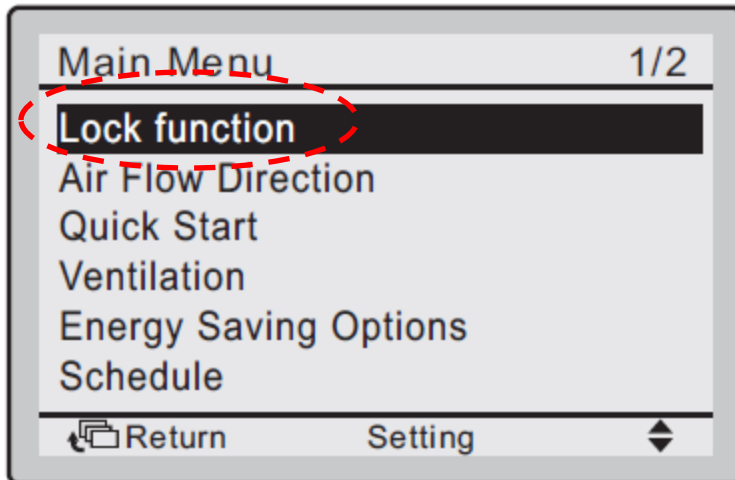 Main Menu 1/2
Lock function
Air Flow Direction
Quick Start
Ventilation
Energy Saving Options
Schedule
Return Setting